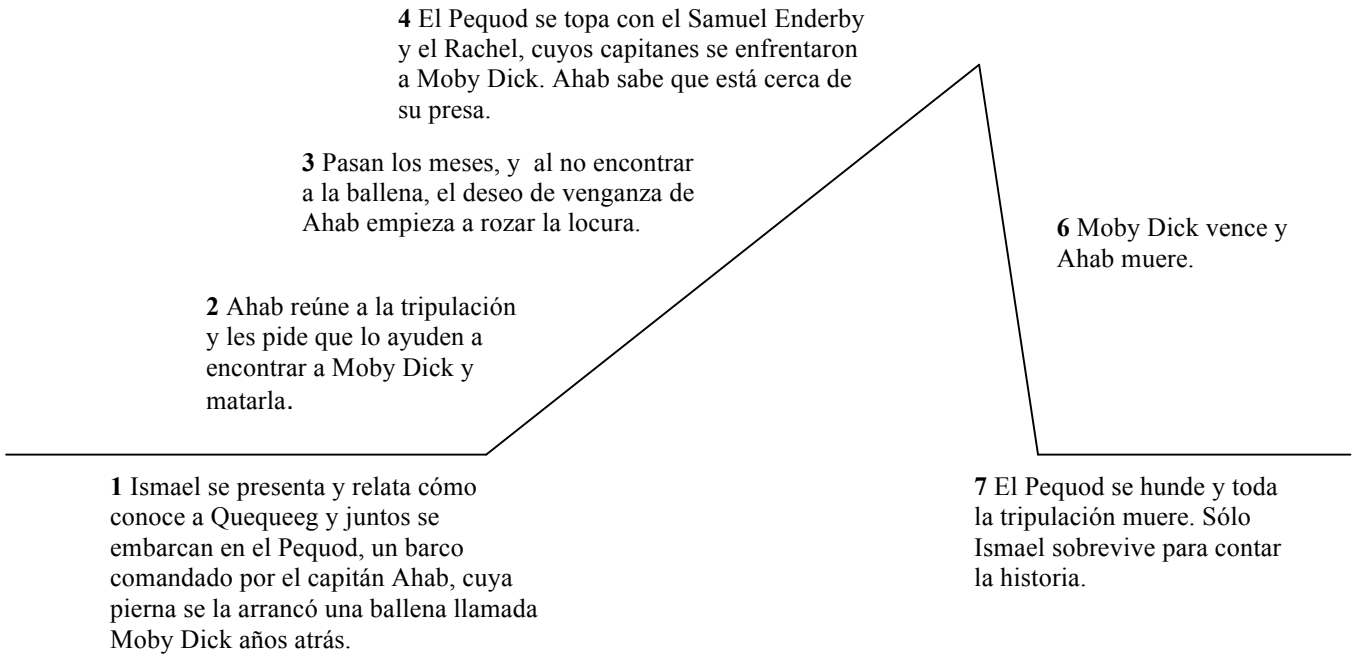 4 El Pequod se topa con el Samuel Enderby
y el Rachel, cuyos capitanes se enfrentaron
a Moby Dick. Ahab sabe que está cerca de
su presa.
3 Pasan los meses, y al no encontrar
a la ballena, el deseo de venganza de
Ahab empieza a rozar la locura.
6 Moby Dick vence y
Ahab muere.
2 Ahab reúne a la tripulación
y les pide que lo ayuden a
encontrar a Moby Dick y
matarla.
1 Ismael se presenta y relata cómo
conoce a Quequeeg y juntos se
embarcan en el Pequod, un barco
comandado por el capitán Ahab, cuya
pierna se la arrancó una ballena llamada
Moby Dick años atrás.
7 El Pequod se hunde y toda
la tripulación muere. Sólo
Ismael sobrevive para contar
la historia.